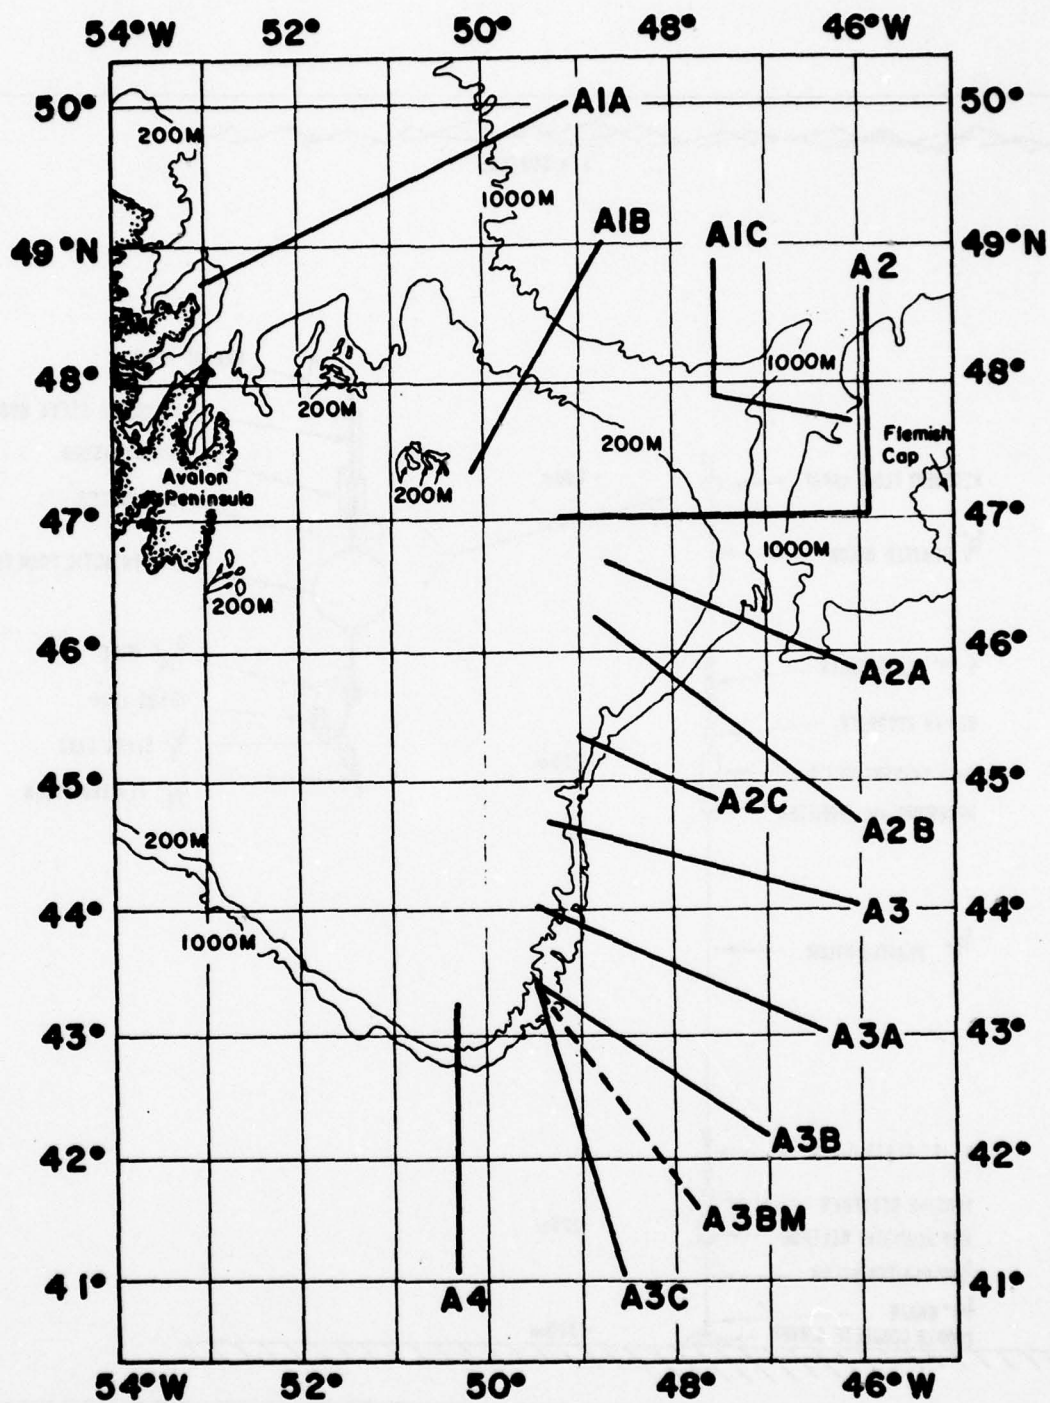 54°W 52° 50° 48° 46°W
50° A1A 50°
200M
1000M
A1B
49°N A1C 49°N
A2
48° 1000M 48°
200M
200M
Flemish
Cap
Avalon
Peninsula
200M
47° 47°
1000M
200M
46° 46°
A2A
45° 45°
A2C
A2B
200M
44° A3 44°
1000M
43° A3A 43°
A3B
42° 42°
A3BM
41° 41°
A4 A3C
54°W 52° 50° 48° 46°W